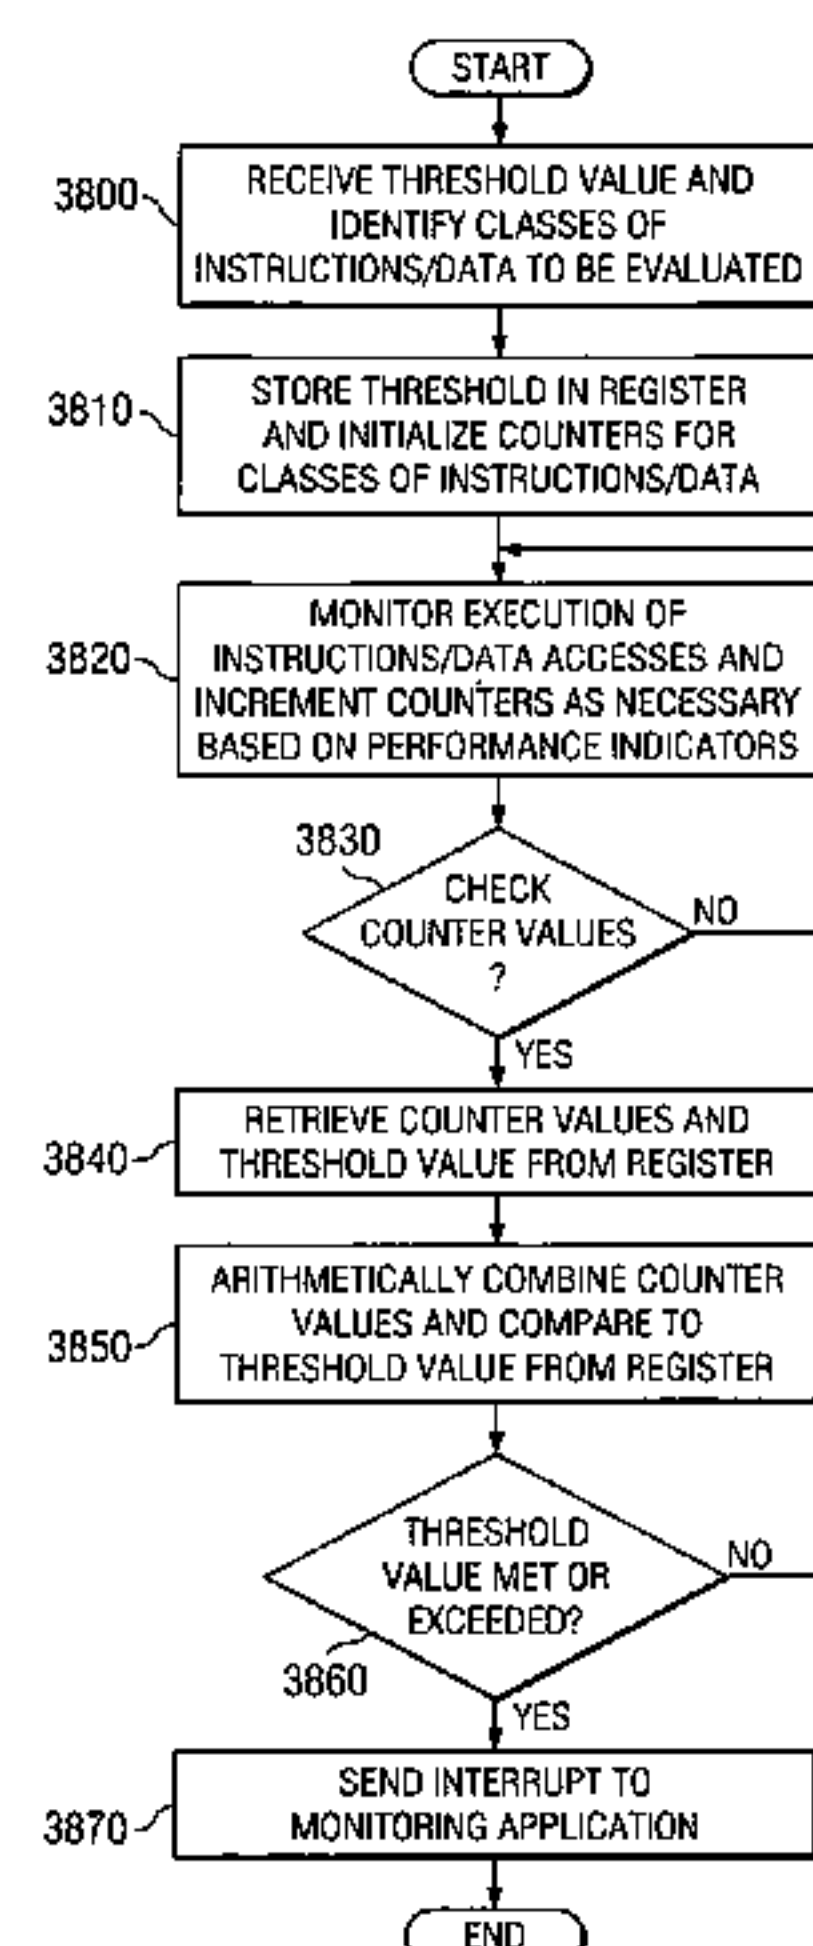 START
3800
RECEIVE THRESHOLD VALUE AND
IDENTIFY CLASSES OF
INSTRUCTIONS/DATA TO BE EVALUATED
3810
STORE THRESHOLD IN REGISTER
AND INITIALIZE COUNTERS FOR
CLASSES OF INSTRUCTIONS/DATA
3820
MONITOR EXECUTION OF
INSTRUCTIONS/DATA ACCESSES AND
INCREMENT COUNTERS AS NECESSARY
BASED ON PERFORMANCE INDICATORS
3830
CHECK
COUNTER VALUES
?
NO
YES
3840
RETRIEVE COUNTER VALUES AND
THRESHOLD VALUE FROM REGISTER
3850
ARITHMETICALLY COMBINE COUNTER
VALUES AND COMPARE TO
THRESHOLD VALUE FROM REGISTER
THRESHOLD
VALUE MET OR
EXCEEDED?
NO
3860
YES
3870
SEND INTERRUPT TO
MONITORING APPLICATION
END